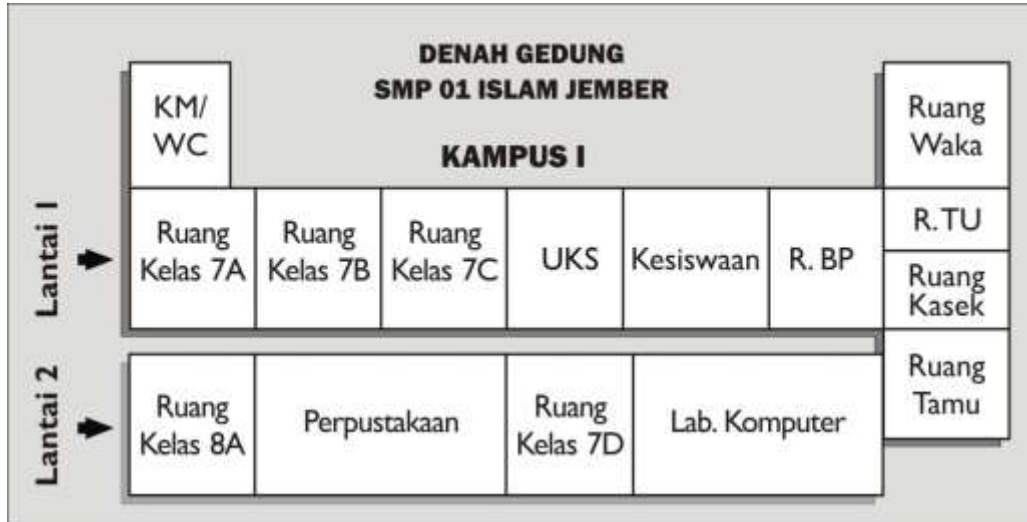 DENAH GEDUNG
SMP 01 ISLAM JEMBER
KAMPUS I
KM/
WC
Ruang
Waka
Lantai 1
Ruang
Kelas 7A
Ruang
Kelas 7B
Ruang
Kelas 7C
UKS
Kesiswaan
R. BP
R. TU
Ruang
Kasek
Ruang
Tamu
Lantai 2
Ruang
Kelas 8A
Perpustakaan
Ruang
Kelas 7D
Lab. Komputer